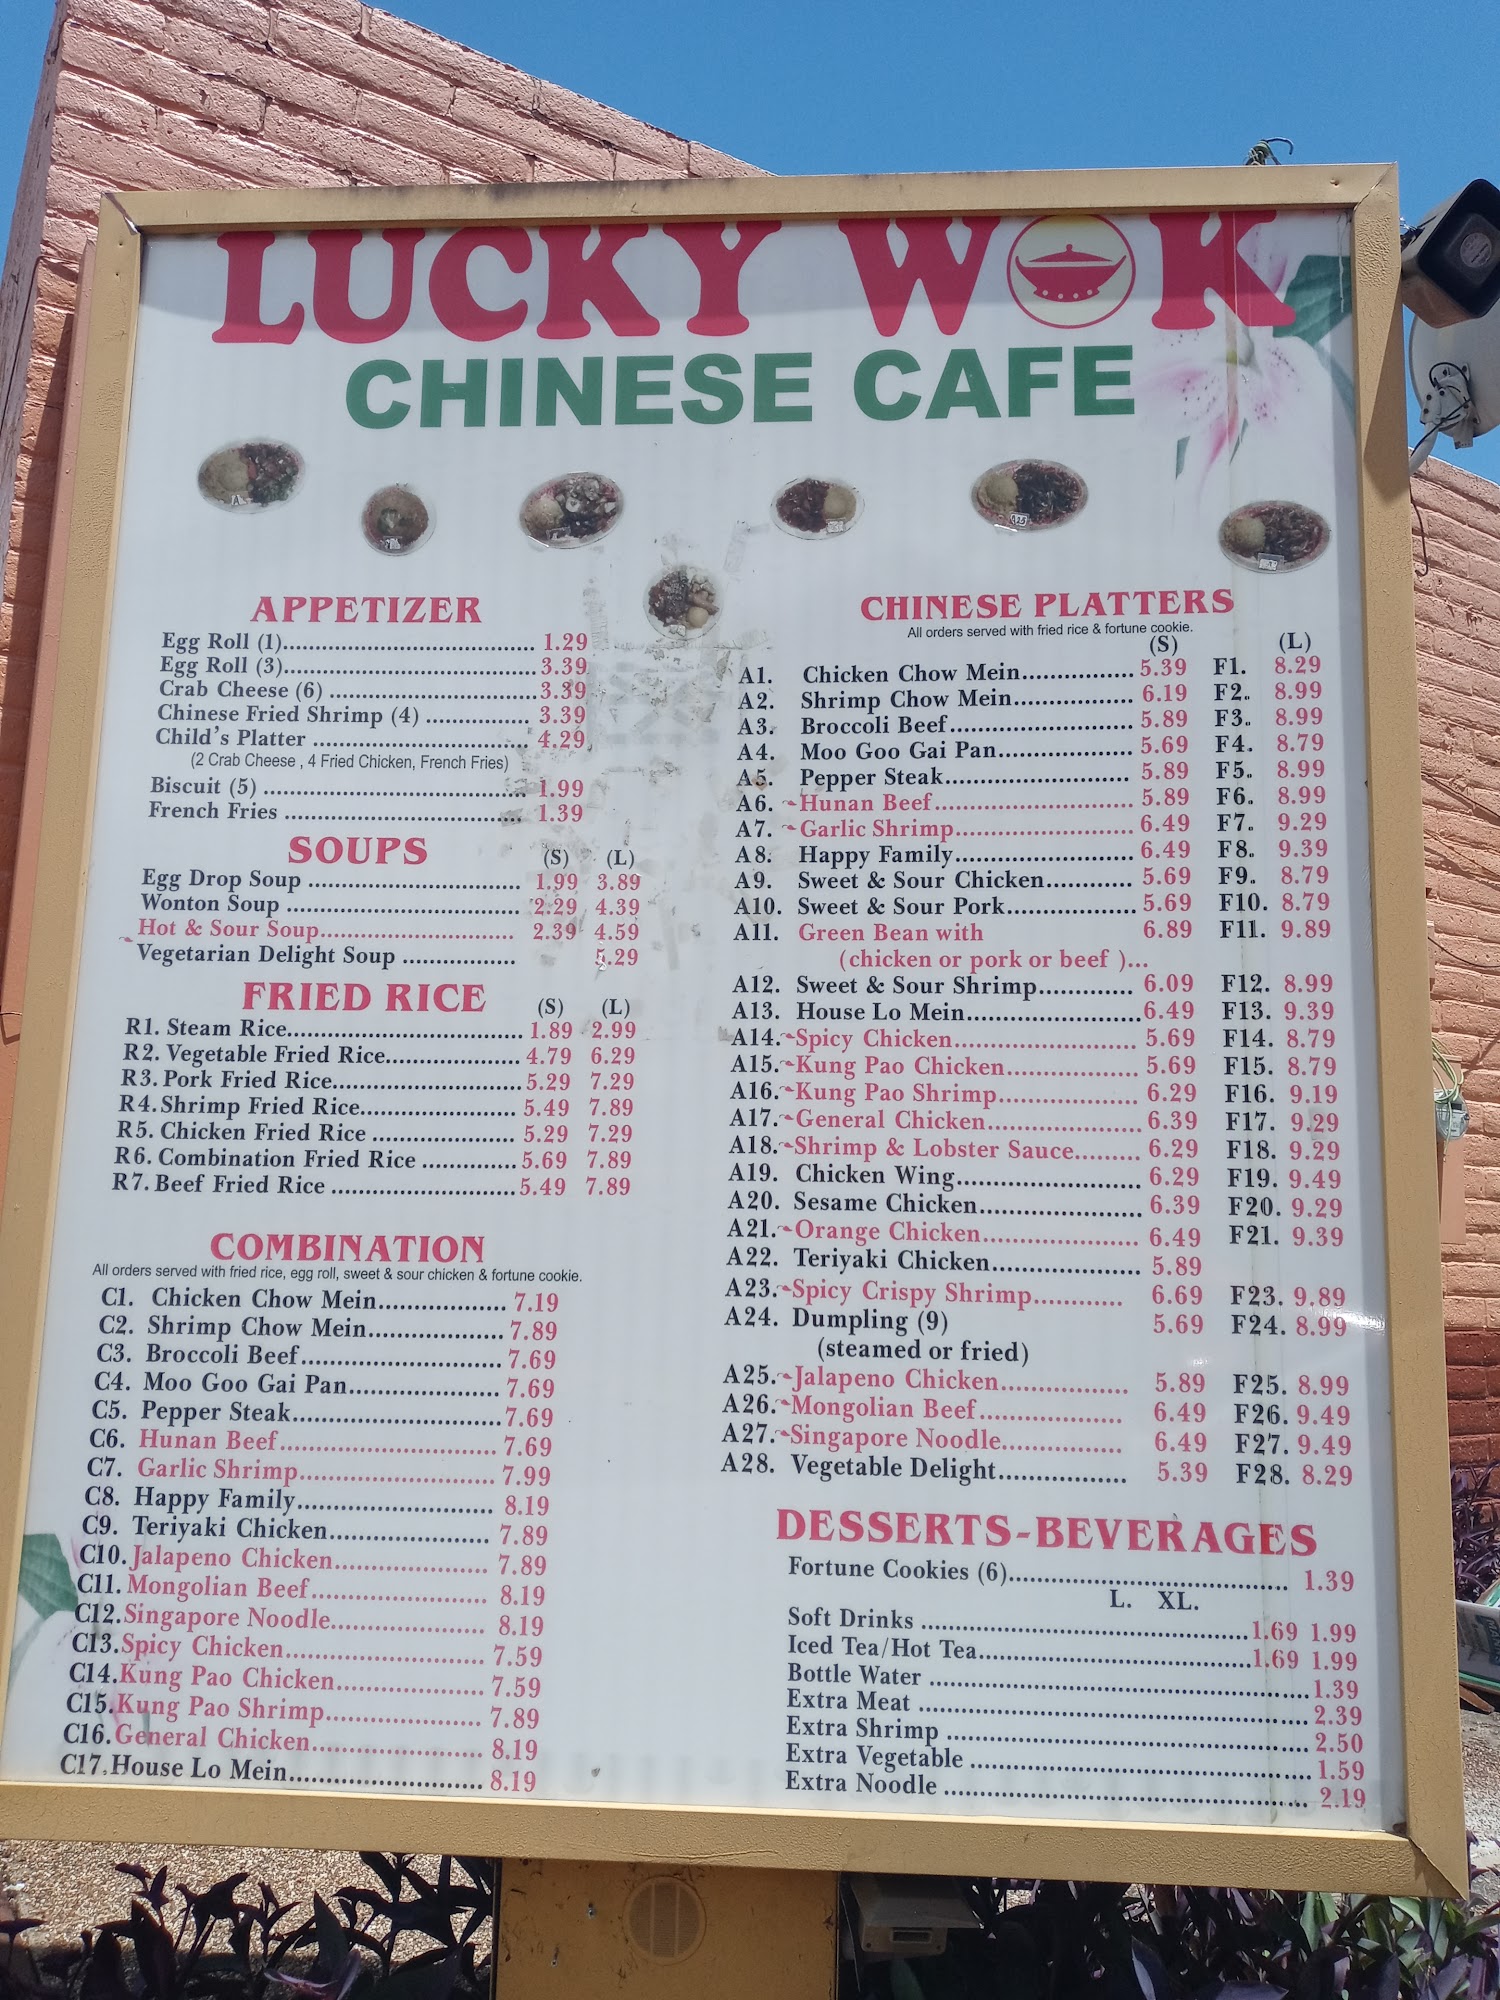 LUCKY WOK
CHINESE CAFE
APPETIZER
Egg Roll (1)........ 1.29
Egg Roll (3)........ 3.39
Crab Cheese (6) ........ 3.39
Chinese Fried Shrimp (4) ........ 3.39
Child's Platter ........ 4.29
(2 Crab Cheese , 4 Fried Chicken, French Fries)
Biscuit (5) ........ 1.99
French Fries ........ 1.39
SOUPS (S) (L)
Egg Drop Soup ........ 1.99 3.89
Wonton Soup ........ 2.29 4.39
Hot & Sour Soup........ 2.39 4.59
Vegetarian Delight Soup ........ 5.29
FRIED RICE (S) (L)
R1. Steam Rice........ 1.89 2.99
R2. Vegetable Fried Rice........ 4.79 6.29
R3. Pork Fried Rice........ 5.29 7.29
R4. Shrimp Fried Rice........ 5.49 7.89
R5. Chicken Fried Rice ........ 5.29 7.29
R6. Combination Fried Rice ........ 5.69 7.89
R7. Beef Fried Rice ........ 5.49 7.89
COMBINATION
All orders served with fried rice, egg roll, sweet & sour chicken & fortune cookie.
C1. Chicken Chow Mein........ 7.19
C2. Shrimp Chow Mein........ 7.89
C3. Broccoli Beef........ 7.69
C4. Moo Goo Gai Pan........ 7.69
C5. Pepper Steak........ 7.69
C6. Hunan Beef........ 7.69
C7. Garlic Shrimp........ 7.99
C8. Happy Family........ 8.19
C9. Teriyaki Chicken........ 7.89
C10. Jalapeno Chicken........ 7.89
C11. Mongolian Beef........ 8.19
C12. Singapore Noodle........ 8.19
C13. Spicy Chicken........ 7.59
C14. Kung Pao Chicken........ 7.59
C15. Kung Pao Shrimp........ 7.89
C16. General Chicken........ 8.19
C17. House Lo Mein........ 8.19
CHINESE PLATTERS
All orders served with fried rice & fortune cookie.
(S) (L)
A1. Chicken Chow Mein........ 5.39 F1. 8.29
A2. Shrimp Chow Mein........ 6.19 F2. 8.99
A3. Broccoli Beef........ 5.89 F3. 8.99
A4. Moo Goo Gai Pan........ 5.69 F4. 8.79
A5. Pepper Steak........ 5.89 F5. 8.99
A6. Hunan Beef........ 5.89 F6. 8.99
A7. Garlic Shrimp........ 6.49 F7. 9.29
A8. Happy Family........ 6.49 F8. 9.39
A9. Sweet & Sour Chicken........ 5.69 F9. 8.79
A10. Sweet & Sour Pork........ 5.69 F10. 8.79
A11. Green Bean with 6.89 F11. 9.89
(chicken or pork or beef )...
A12. Sweet & Sour Shrimp........ 6.09 F12. 8.99
A13. House Lo Mein........ 6.49 F13. 9.39
A14. Spicy Chicken........ 5.69 F14. 8.79
A15. Kung Pao Chicken........ 5.69 F15. 8.79
A16. Kung Pao Shrimp........ 6.29 F16. 9.19
A17. General Chicken........ 6.39 F17. 9.29
A18. Shrimp & Lobster Sauce........ 6.29 F18. 9.29
A19. Chicken Wing........ 6.29 F19. 9.49
A20. Sesame Chicken........ 6.39 F20. 9.29
A21. Orange Chicken........ 6.49 F21. 9.39
A22. Teriyaki Chicken........ 5.89
A23. Spicy Crispy Shrimp........ 6.69 F23. 9.89
A24. Dumpling (9) 5.69 F24. 8.99
(steamed or fried)
A25. Jalapeno Chicken........ 5.89 F25. 8.99
A26. Mongolian Beef........ 6.49 F26. 9.49
A27. Singapore Noodle........ 6.49 F27. 9.49
A28. Vegetable Delight........ 5.39 F28. 8.29
DESSERTS-BEVERAGES
Fortune Cookies (6)........ 1.39
L. XL.
Soft Drinks ........ 1.69 1.99
Iced Tea/Hot Tea........ 1.69 1.99
Bottle Water ........ 1.39
Extra Meat ........ 2.39
Extra Shrimp ........ 2.50
Extra Vegetable ........ 1.59
Extra Noodle ........ 2.19